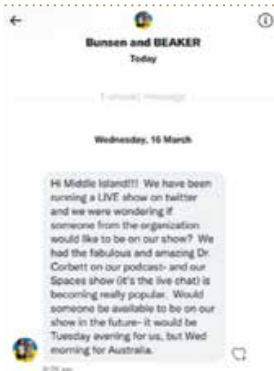 Bunsen and BEAKER
Today
Wednesday, 16 March
Hi Middle Island!!! We have been
running a LIVE show on twitter
and we were wondering if
someone from the organization
would like to be on our show? We
had the fabulous and amazing Dr.
Corbett on our podcast- and our
Spaces show (it's the live chat) is
becoming really popular. Would
someone be available to be on our
show in the future- it would be
Tuesday evening for us, but Wed
morning for Australia.